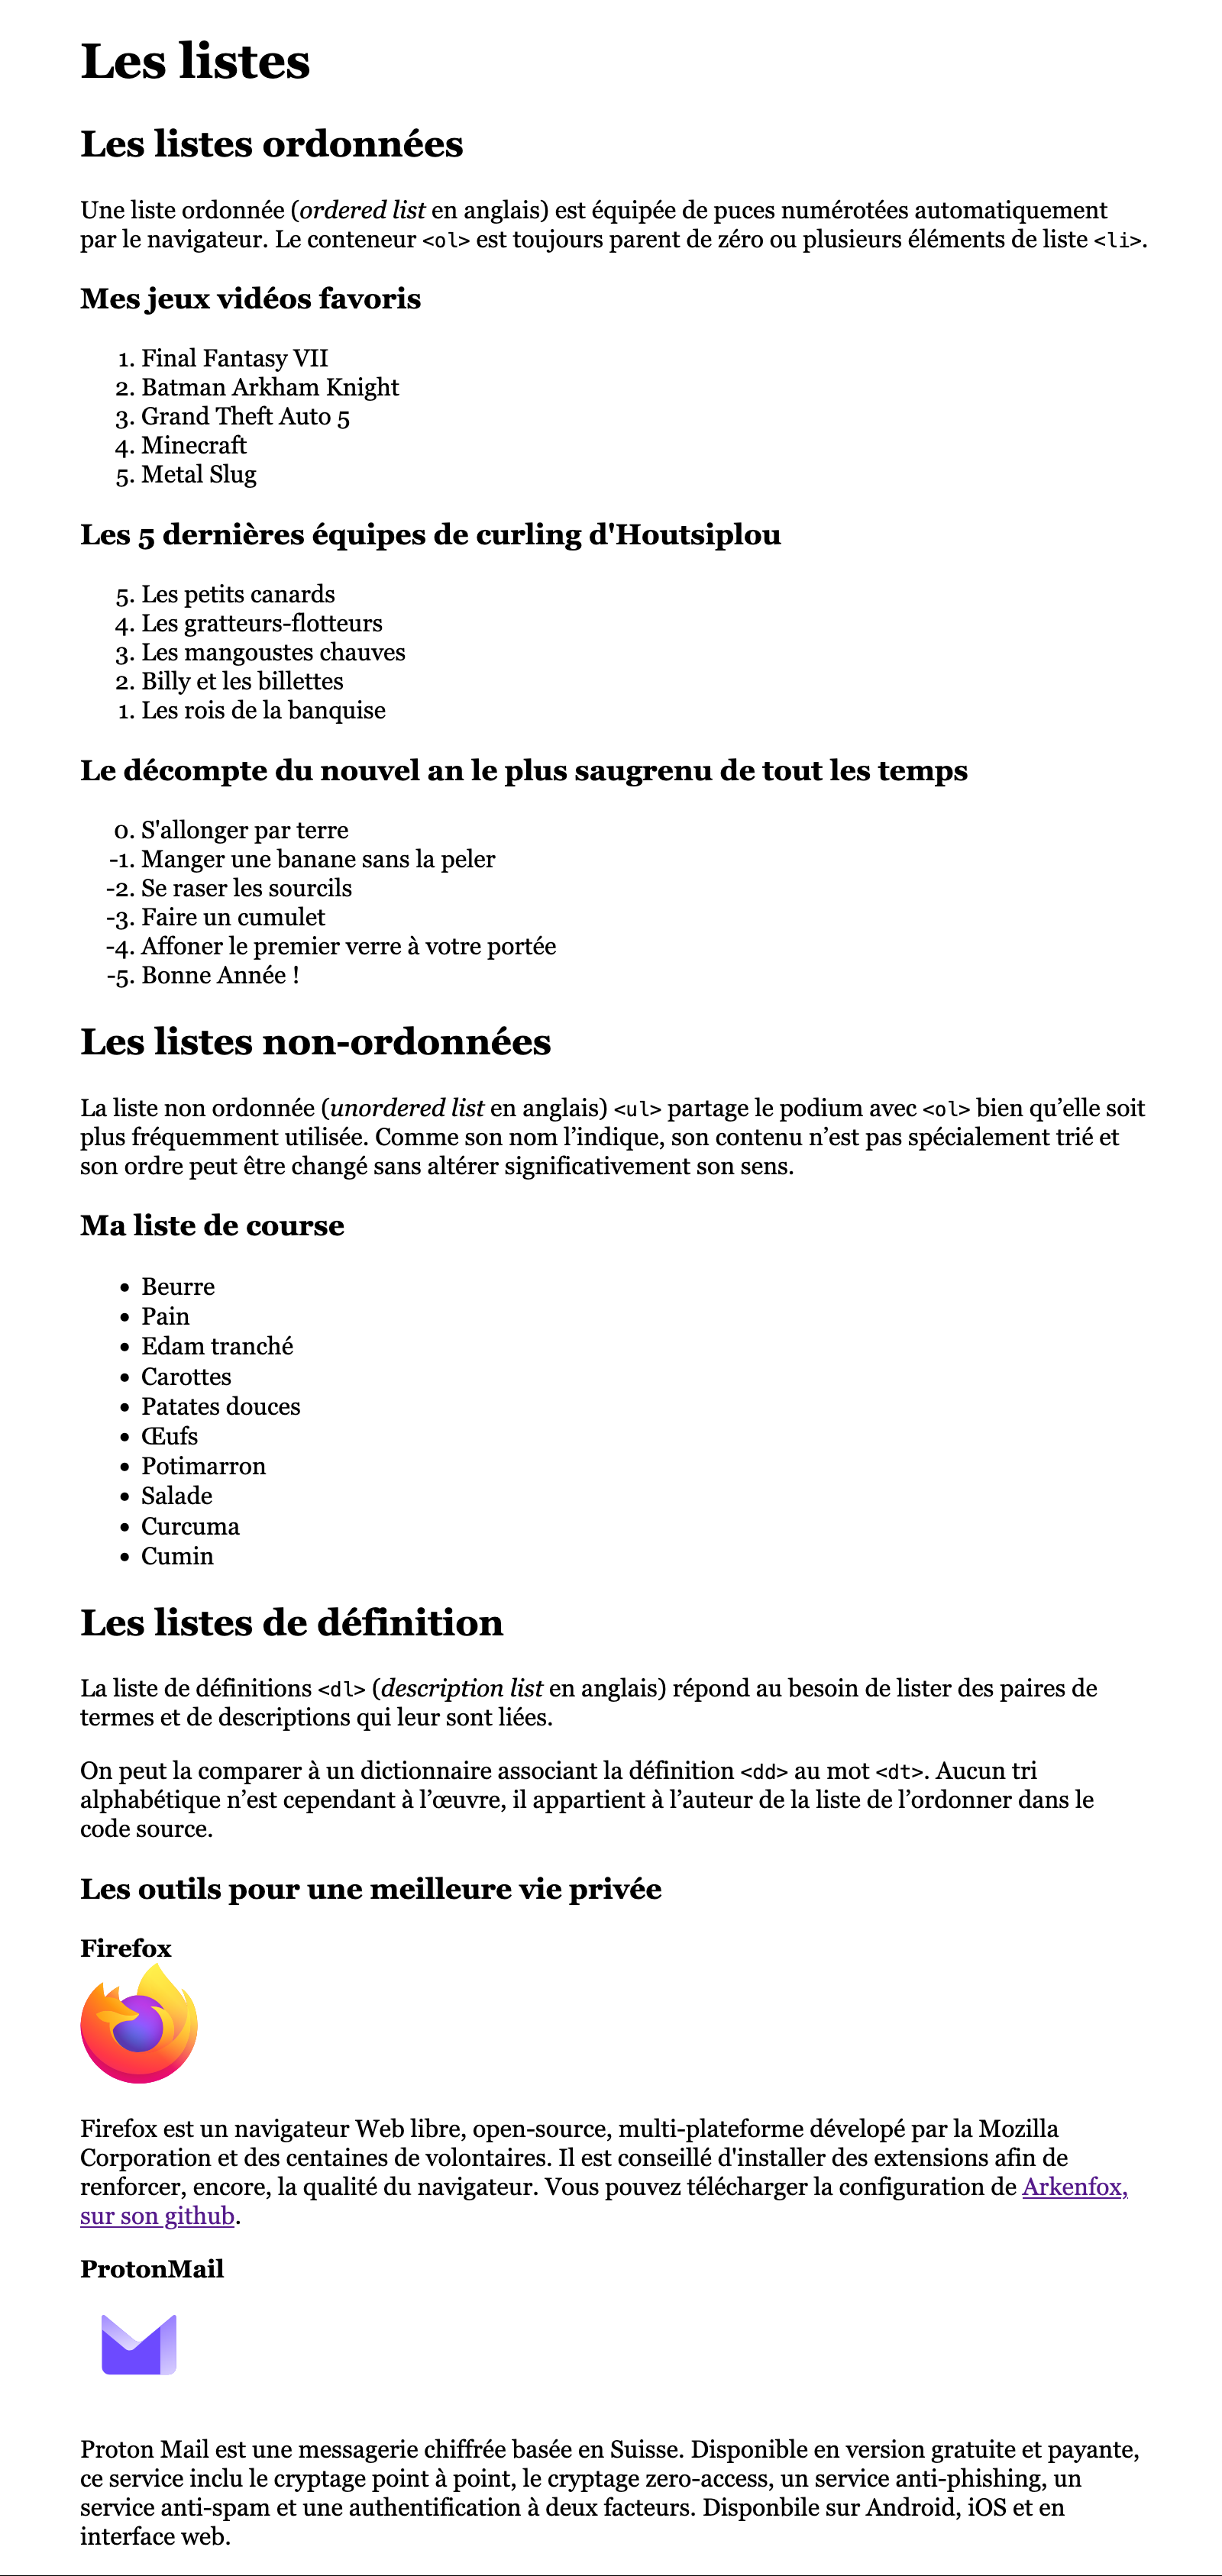 Les listes
Les listes ordonnées
Une liste ordonnée (ordered list en anglais) est équipée de puces numérotées automatiquement
par le navigateur. Le conteneur <ol> est toujours parent de zéro ou plusieurs éléments de liste <li>.
Mes jeux vidéos favoris
1. Final Fantasy VII
2. Batman Arkham Knight
3. Grand Theft Auto 5
4. Minecraft
5. Metal Slug
Les 5 dernières équipes de curling d'Houtsiplou
5. Les petits canards
4. Les gratteurs-flotteurs
3. Les mangoustes chauves
2. Billy et les billettes
1. Les rois de la banquise
Le décompte du nouvel an le plus saugrenu de tout les temps
0. S'allonger par terre
-1. Manger une banane sans la peler
-2. Se raser les sourcils
-3. Faire un cumulet
-4. Affoner le premier verre à votre portée
-5. Bonne Année !
Les listes non-ordonnées
La liste non ordonnée (unordered list en anglais) <ul> partage le podium avec <ol> bien qu’elle soit
plus fréquemment utilisée. Comme son nom l’indique, son contenu n’est pas spécialement trié et
son ordre peut être changé sans altérer significativement son sens.
Ma liste de course
• Beurre
• Pain
• Edam tranché
• Carottes
• Patates douces
• Œufs
• Potimarron
• Salade
• Curcuma
• Cumin
Les listes de définition
La liste de définitions <dl> (description list en anglais) répond au besoin de lister des paires de
termes et de descriptions qui leur sont liées.
On peut la comparer à un dictionnaire associant la définition <dd> au mot <dt>. Aucun tri
alphabétique n’est cependant à l’œuvre, il appartient à l’auteur de la liste de l’ordonner dans le
code source.
Les outils pour une meilleure vie privée
Firefox
Firefox est un navigateur Web libre, open-source, multi-plateforme dévelopé par la Mozilla
Corporation et des centaines de volontaires. Il est conseillé d'installer des extensions afin de
renforcer, encore, la qualité du navigateur. Vous pouvez télécharger la configuration de Arkenfox,
sur son github.
ProtonMail
Proton Mail est une messagerie chiffrée basée en Suisse. Disponible en version gratuite et payante,
ce service inclu le cryptage point à point, le cryptage zero-access, un service anti-phishing, un
service anti-spam et une authentification à deux facteurs. Disponbile sur Android, iOS et en
interface web.